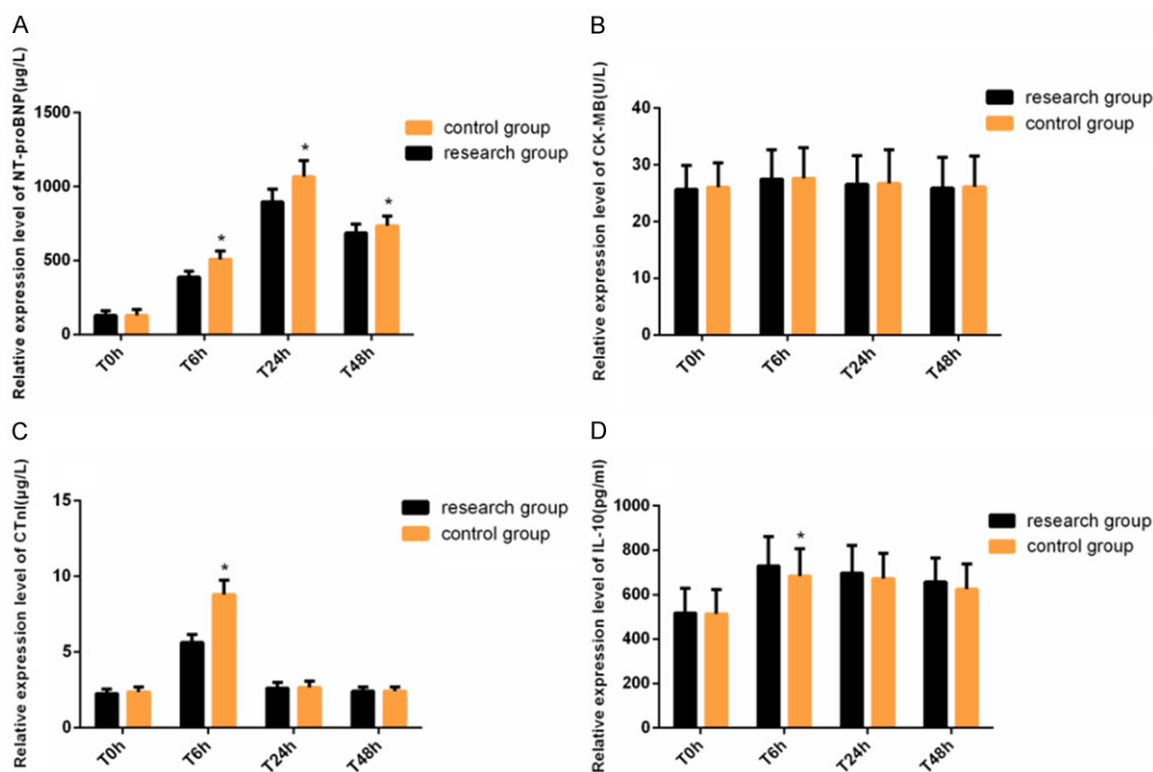 A
Relative expression level of NT-proBNP(μg/L)
1500
1000
500
0
*
*
*
T0h
T6h
T24h
T48h
control group
research group
B
Relative expression level of CK-MB(U/L)
40
30
20
10
0
T0h
T6h
T24h
T48h
research group
control group
C
Relative expression level of CTnI(μg/L)
15
10
5
0
*
T0h
T6h
T24h
T48h
research group
control group
D
Relative expression level of IL-10(pg/ml)
1000
800
600
400
200
0
*
T0h
T6h
T24h
T48h
research group
control group